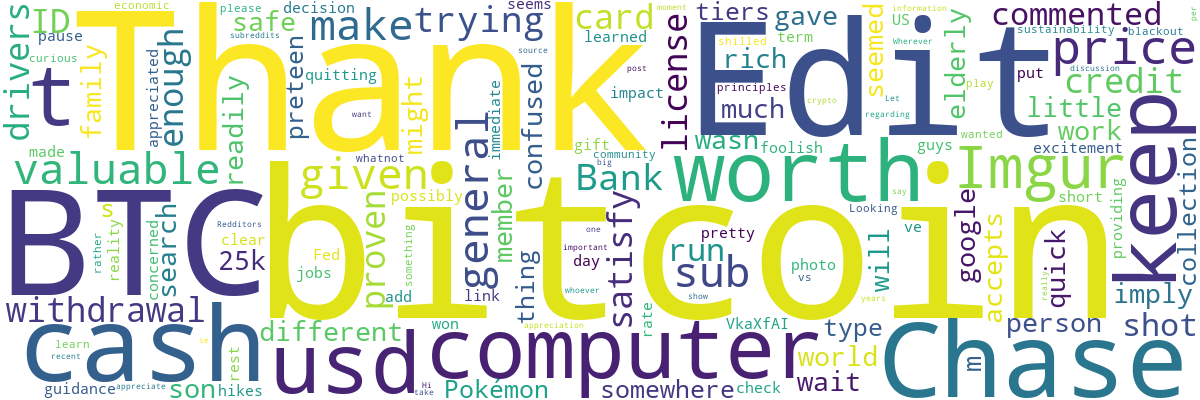 Thank
Edit
bitcoin
BTC
Chase
cash
usd
computer
worth
keep
Imgur
price
make
trying
card
tiers
gave
term
commented
US
rich
much
seemed
elderly
credit
little
work
license
wash
foolish
guys
excitement
Bank
given
general
valuable
withdrawal
drivers
ID
safe
decision
please
economic
subreddits
pause
curious
t
family
appreciated
enough
readily
preteen
quitting
might
confused
learned
seems
source
impact
post
want
gift
immediate
community
big
principles
shilled
crypto
moment
information
Wherever
Let
regarding
discussion
play
put
sustainability
blackout
per
wanted
short
say
providing
collection
made
whatnot
possibly
member
proven
s
search
concerned
rather
reality
Redditors
clear
25k
Fed
jobs
something
add
link
thing
important
one
day
satisfy
run
pretty
sub
show
photo
vs
Looking
ve
years
will
google
accepts
quick
really
imply
shot
person
m
type
world
wait
VkaXfAI
rate
won
different
appreciation
whoever
learn
recent
guidance
appreciate
son
hikes
rest
se
Hi
take
Pokémon
somewhere
check